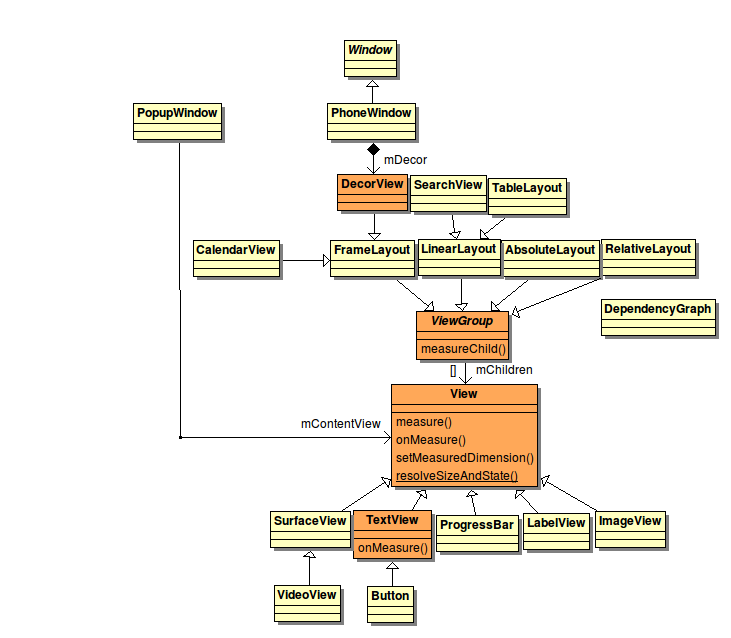 Window
PopupWindow
PhoneWindow
mDecor
DecorView
SearchView
TableLayout
CalendarView
FrameLayout
LinearLayout
AbsoluteLayout
RelativeLayout
ViewGroup
measureChild()
DependencyGraph
[]
mChildren
View
measure()
onMeasure()
setMeasuredDimension()
resolveSizeAndState()
mContentView
SurfaceView
TextView
onMeasure()
ProgressBar
LabelView
ImageView
VideoView
Button